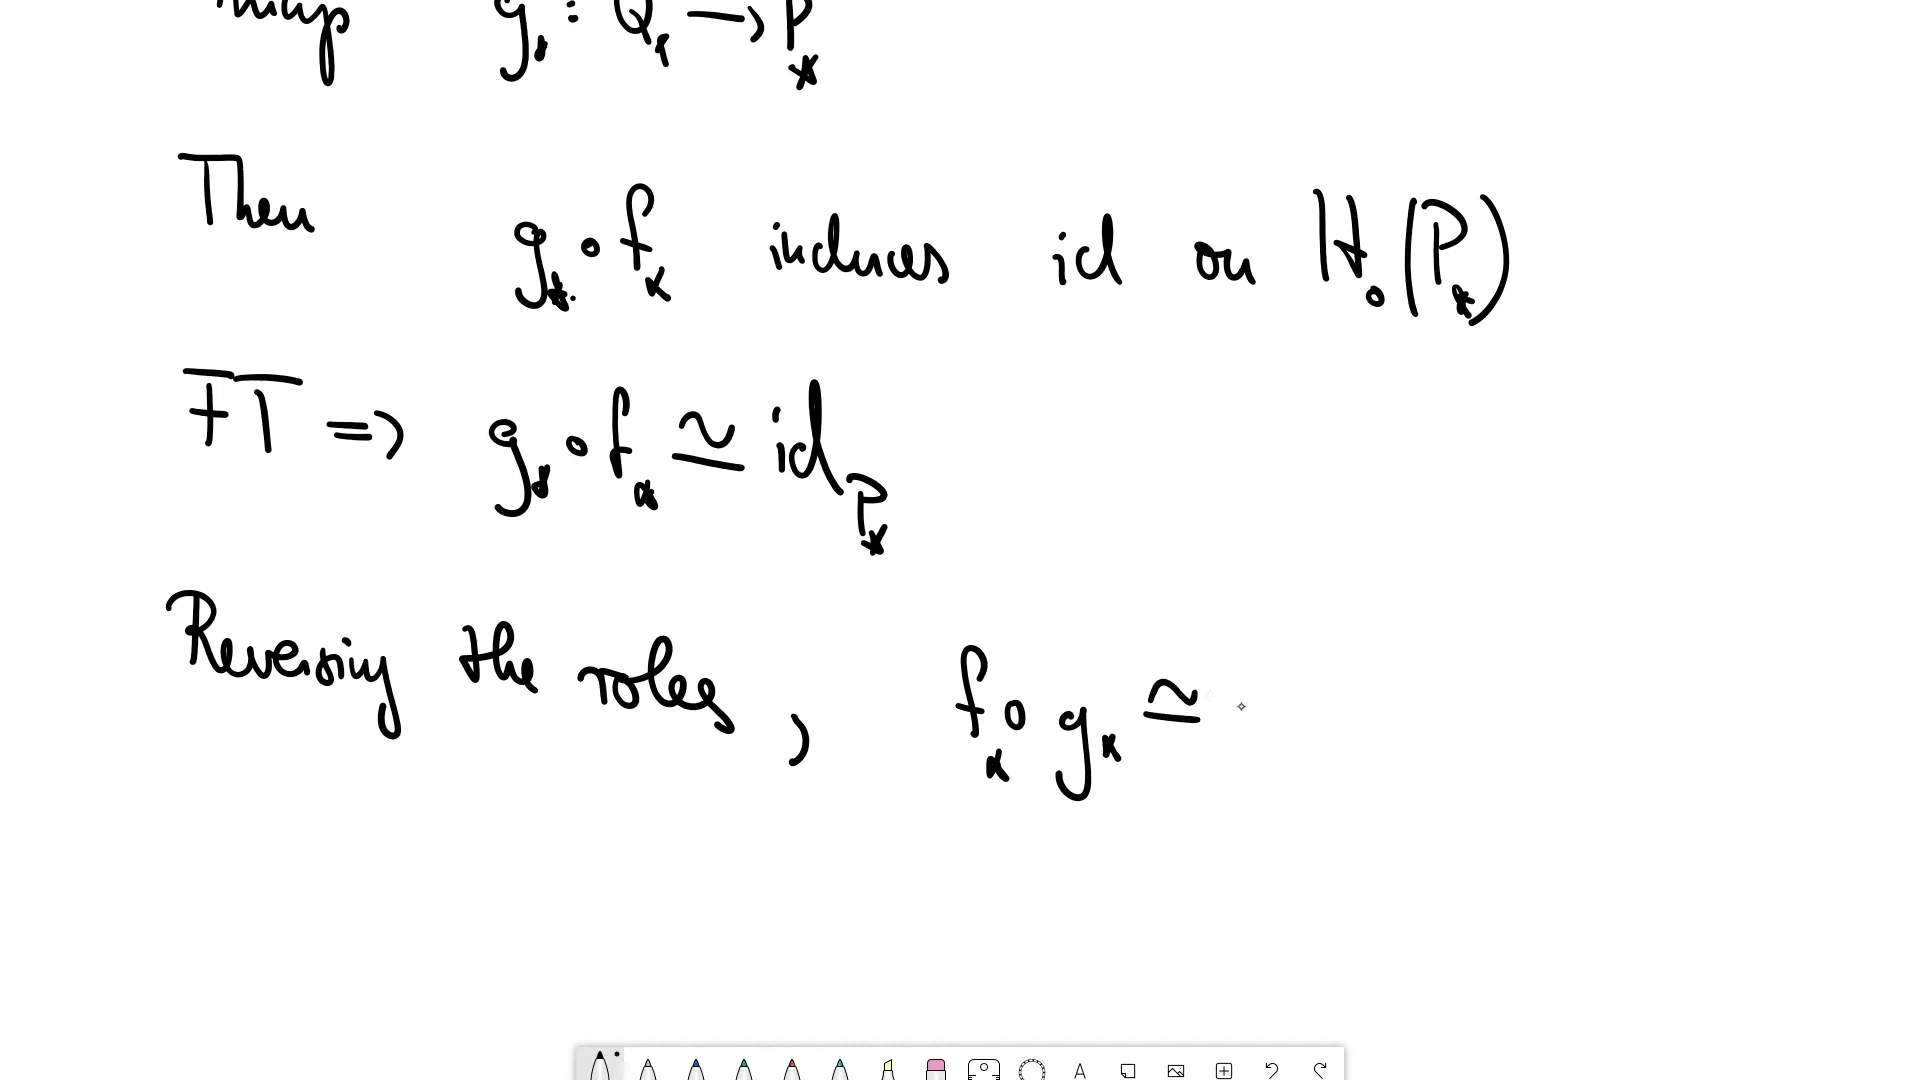 maps g_* : Q_* → P_*
Then g_* ∘ f_* induces id on H_0(P_*)
FT => g_* ∘ f_* ≃ id_{P_*}
Reversing the roles, f_* ∘ g_* ≃
A